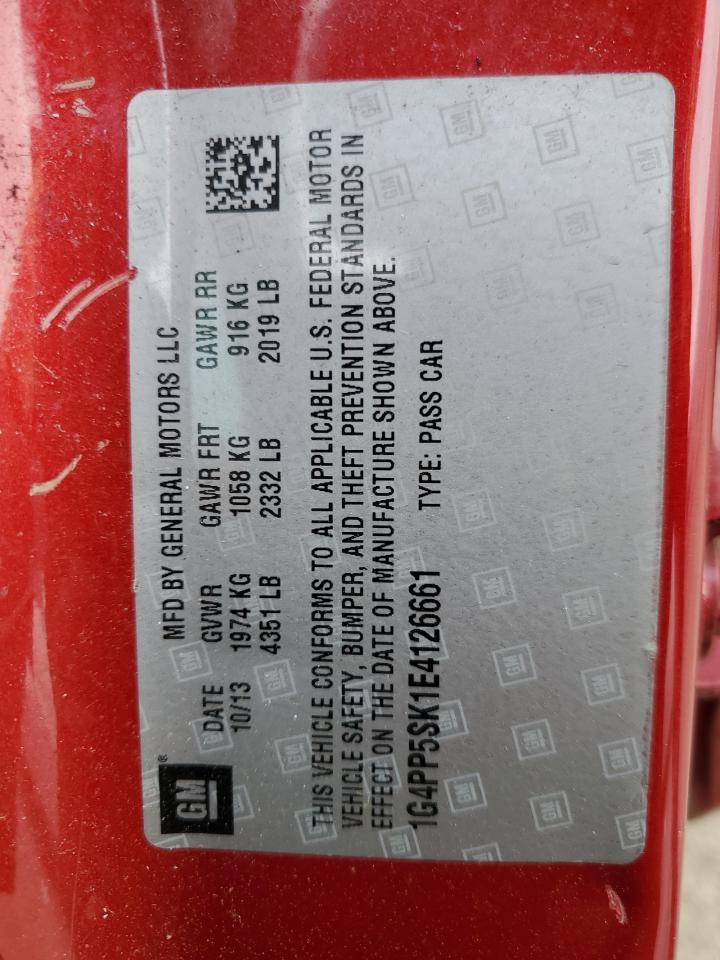 GM®
MFD BY GENERAL MOTORS LLC
DATE GVWR GAWR FRT GAWR RR
10/13 1974 KG 1058 KG 916 KG
4351 LB 2332 LB 2019 LB
THIS VEHICLE CONFORMS TO ALL APPLICABLE U.S. FEDERAL MOTOR
VEHICLE SAFETY, BUMPER, AND THEFT PREVENTION STANDARDS IN
EFFECT ON THE DATE OF MANUFACTURE SHOWN ABOVE.
1G4PP5SK1E4126661 TYPE: PASS CAR